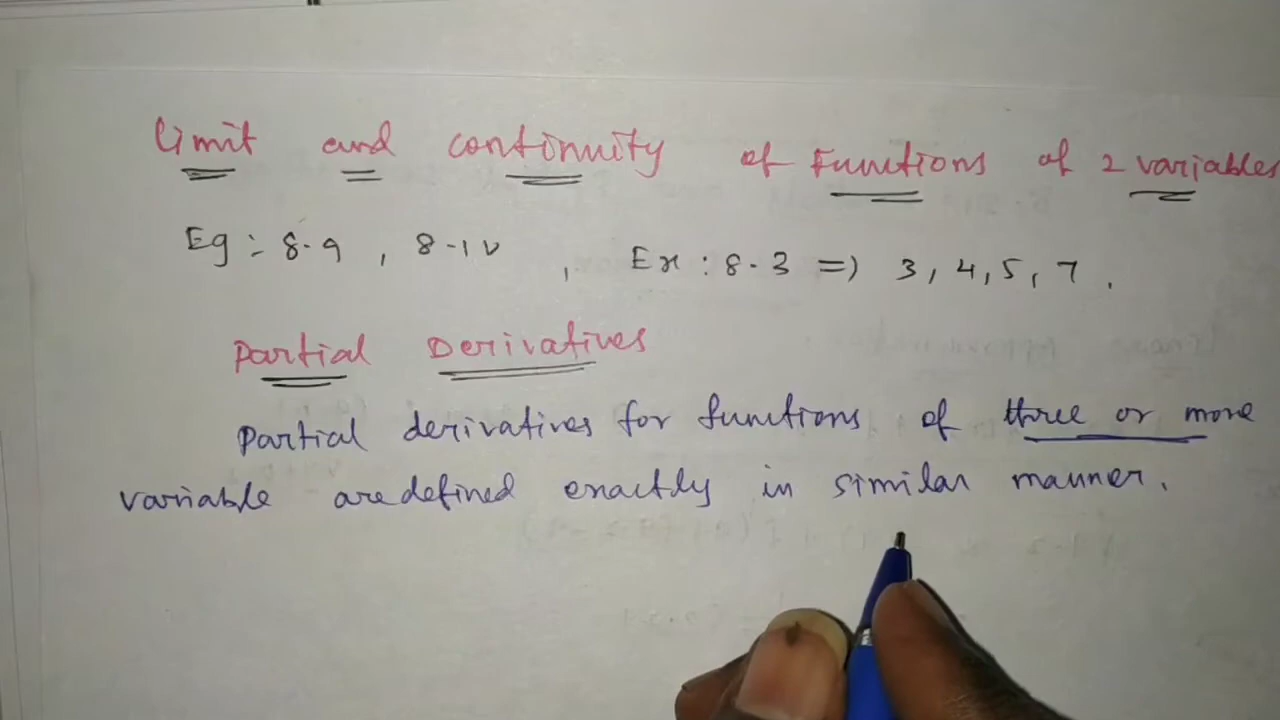 Limit and continuity of Functions of 2 variables
Eg : 8.9 , 8.10 , Ex : 8.3 => 3, 4, 5, 7 .
Partial Derivatives
Partial derivatives for functions of three or more
variable are defined exactly in similar manner.